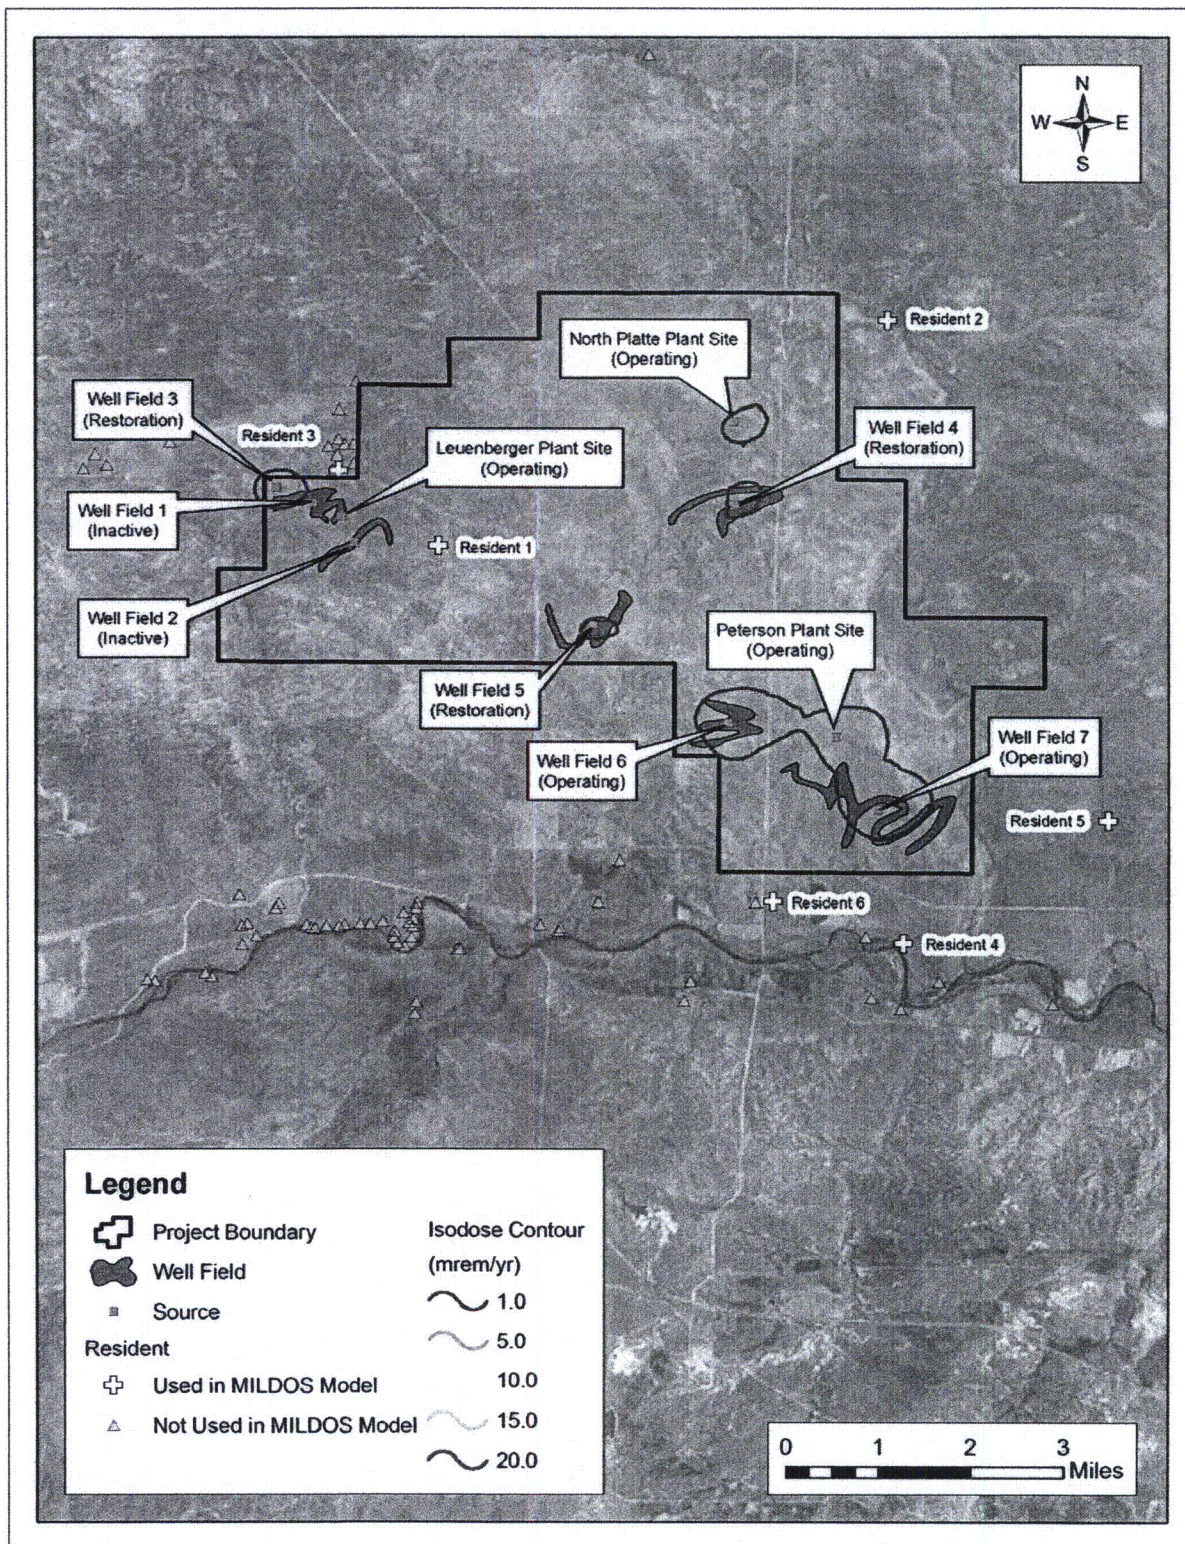 N
W E
S
Resident 2
North Platte Plant Site
(Operating)
Well Field 3
(Restoration)
Resident 3
Well Field 4
(Restoration)
Leuenberger Plant Site
(Operating)
Well Field 1
(Inactive)
Resident 1
Well Field 2
(Inactive)
Peterson Plant Site
(Operating)
Well Field 5
(Restoration)
Well Field 6
(Operating)
Well Field 7
(Operating)
Resident 5
Resident 6
Resident 4
Legend
Project Boundary
Well Field
Source
Resident
Used in MILDOS Model
Not Used in MILDOS Model
Isodose Contour
(mrem/yr)
1.0
5.0
10.0
15.0
20.0
0 1 2 3
Miles